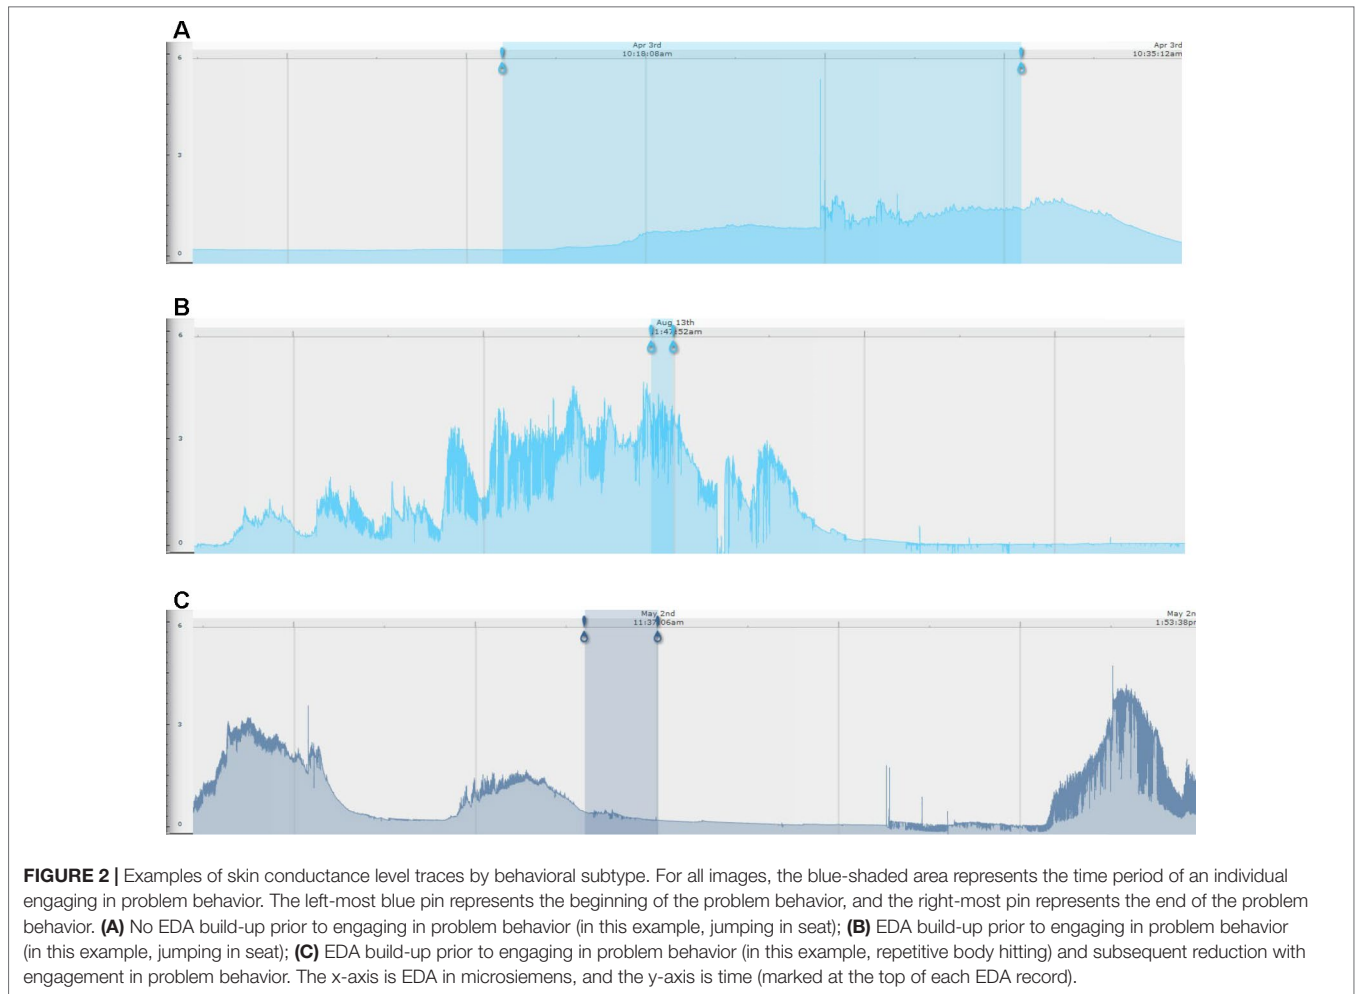 A
Apr 3rd
10:18:08am
Apr 3rd
10:35:12am
6
3
0
B
Aug 13th
1:47:52am
6
3
0
C
May 2nd
11:37:06am
May 2n
1:53:38pr
6
3
0
FIGURE 2 | Examples of skin conductance level traces by behavioral subtype. For all images, the blue-shaded area represents the time period of an individual
engaging in problem behavior. The left-most blue pin represents the beginning of the problem behavior, and the right-most pin represents the end of the problem
behavior. (A) No EDA build-up prior to engaging in problem behavior (in this example, jumping in seat); (B) EDA build-up prior to engaging in problem behavior
(in this example, jumping in seat); (C) EDA build-up prior to engaging in problem behavior (in this example, repetitive body hitting) and subsequent reduction with
engagement in problem behavior. The x-axis is EDA in microsiemens, and the y-axis is time (marked at the top of each EDA record).